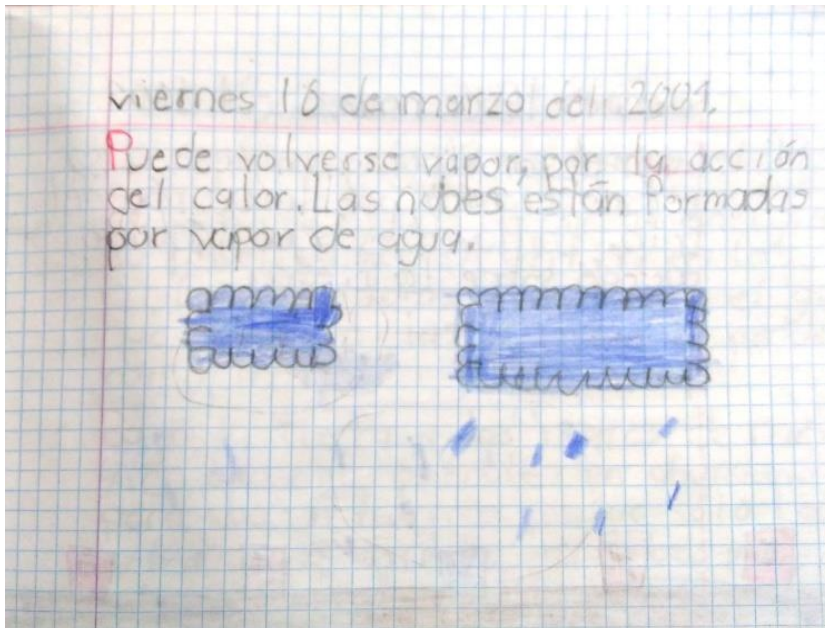 viernes 18 de marzo del 2001.
Puede volverse vapor, por la acción
del calor. Las nubes están formadas
por vapor de agua.